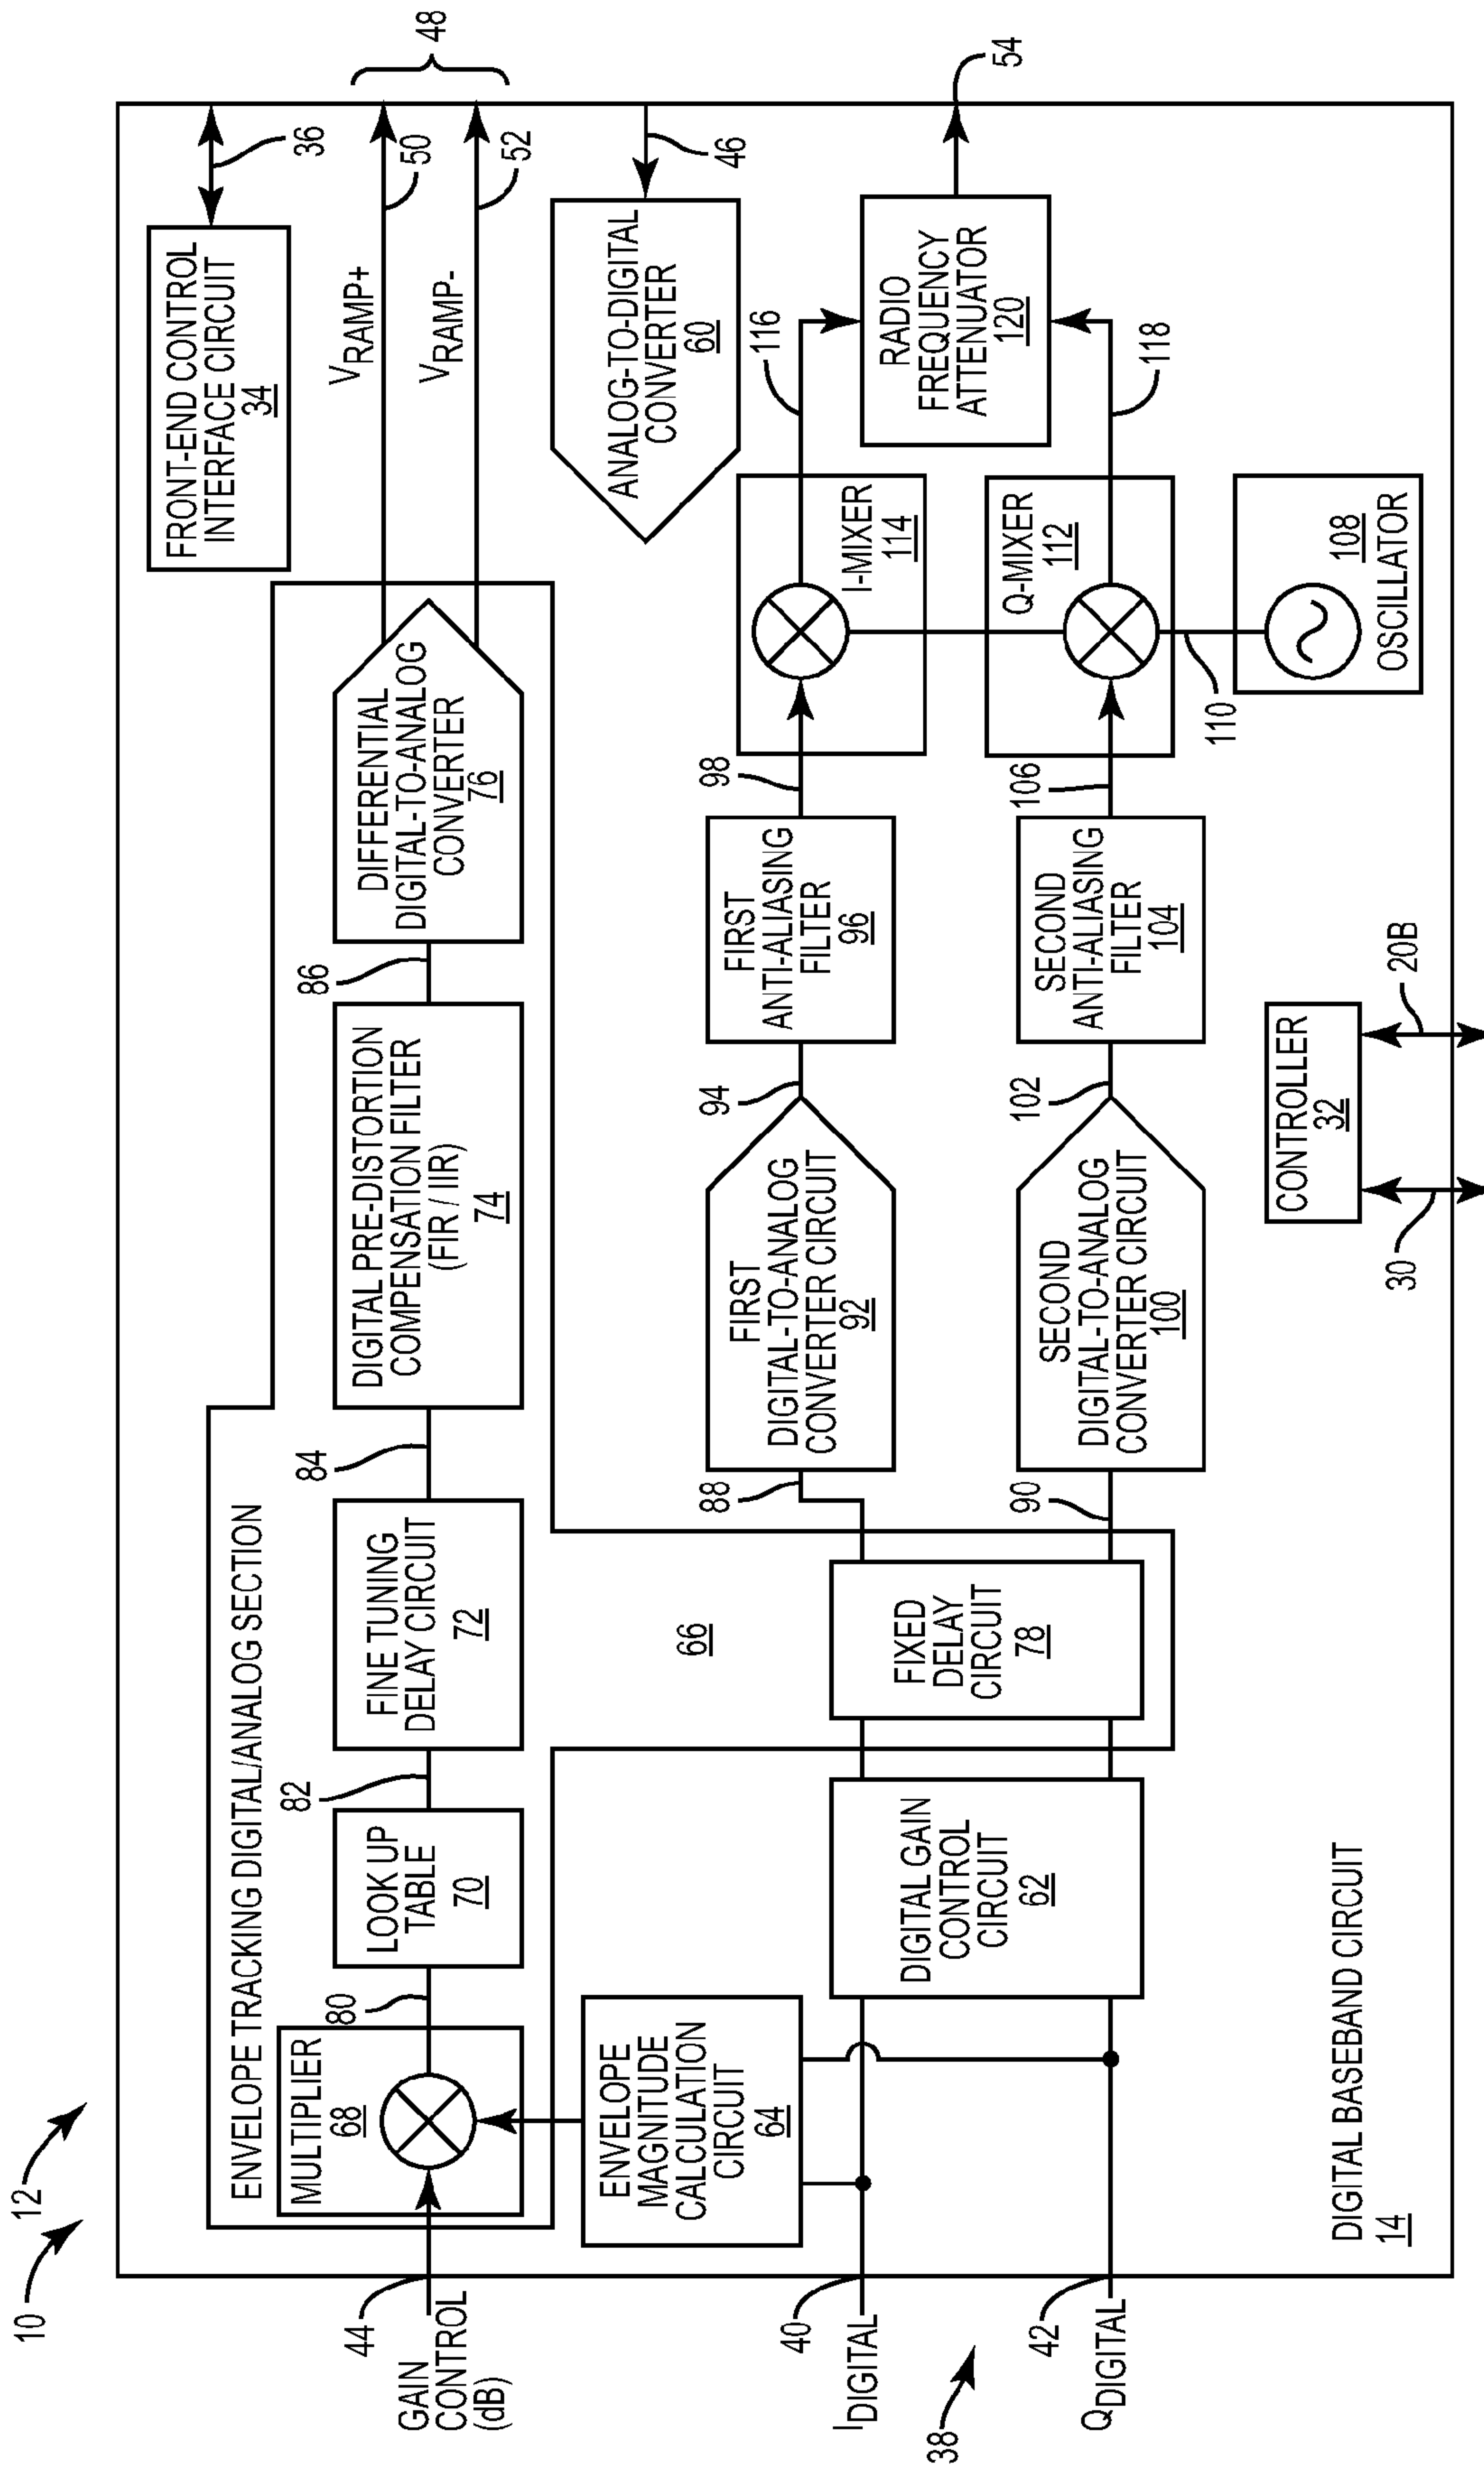 10
12
FRONT-END CONTROL
INTERFACE CIRCUIT
34
36
48
ENVELOPE TRACKING DIGITAL/ANALOG SECTION
MULTIPLIER
68
80
LOOK UP
TABLE
70
82
FINE TUNING
DELAY CIRCUIT
72
84
DIGITAL PRE-DISTORTION
COMPENSATION FILTER
(FIR / IIR)
74
86
DIFFERENTIAL
DIGITAL-TO-ANALOG
CONVERTER
76
VRAMP+
50
VRAMP-
52
44
GAIN
CONTROL
(dB)
ENVELOPE
MAGNITUDE
CALCULATION
CIRCUIT
64
66
ANALOG-TO-DIGITAL
CONVERTER
60
46
40
IDIGITAL
38
42
QDIGITAL
DIGITAL GAIN
CONTROL
CIRCUIT
62
FIXED
DELAY
CIRCUIT
78
88
FIRST
DIGITAL-TO-ANALOG
CONVERTER CIRCUIT
92
94
FIRST
ANTI-ALIASING
FILTER
96
98
I-MIXER
114
116
RADIO
FREQUENCY
ATTENUATOR
120
54
90
SECOND
DIGITAL-TO-ANALOG
CONVERTER CIRCUIT
100
102
SECOND
ANTI-ALIASING
FILTER
104
106
Q-MIXER
112
118
110
108
OSCILLATOR
CONTROLLER
32
30
20B
DIGITAL BASEBAND CIRCUIT
14